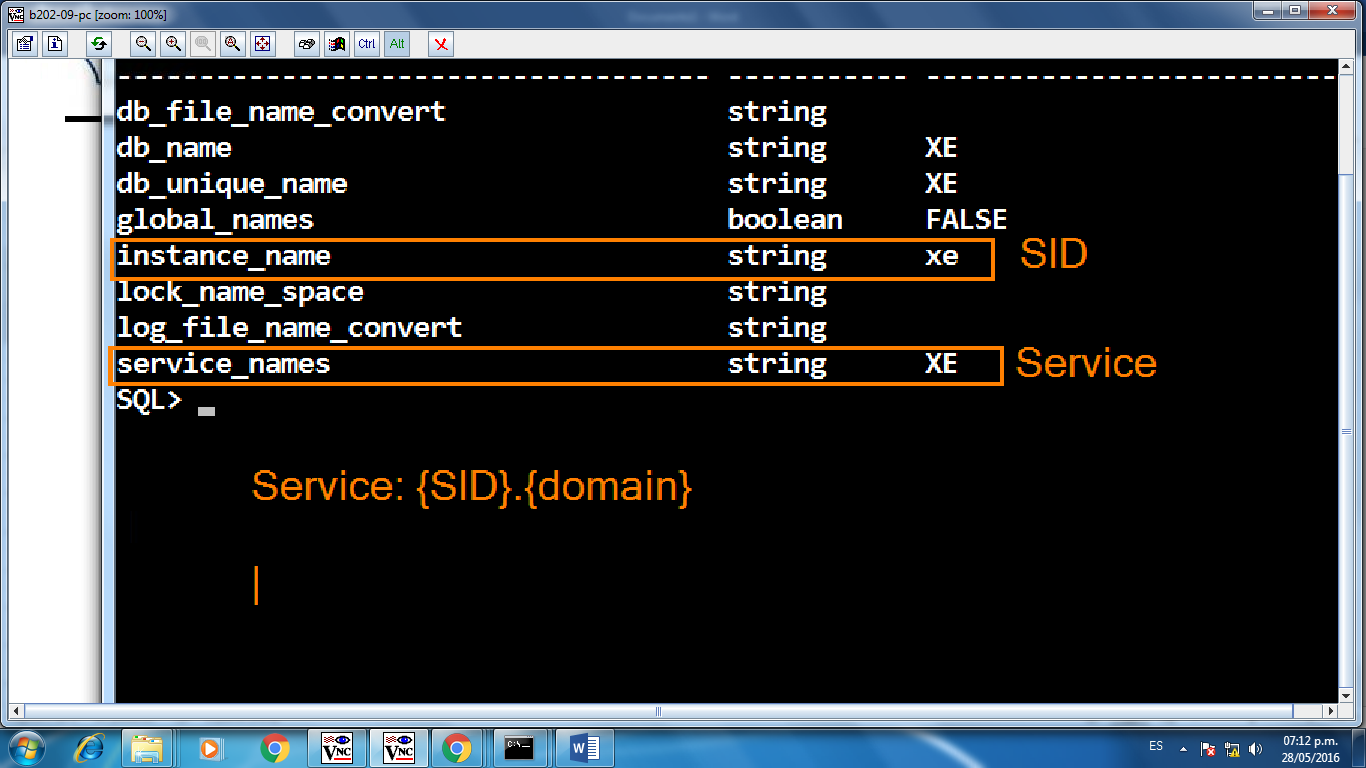 b202-09-pc [zoom: 100%]
Ctrl Alt
------------------------------------ ----------- -------------------------
db_file_name_convert string
db_name string XE
db_unique_name string XE
global_names boolean FALSE
instance_name string xe SID
lock_name_space string
log_file_name_convert string
service_names string XE Service
SQL>
Service: {SID}.{domain}
ES 07:12 p.m.
28/05/2016